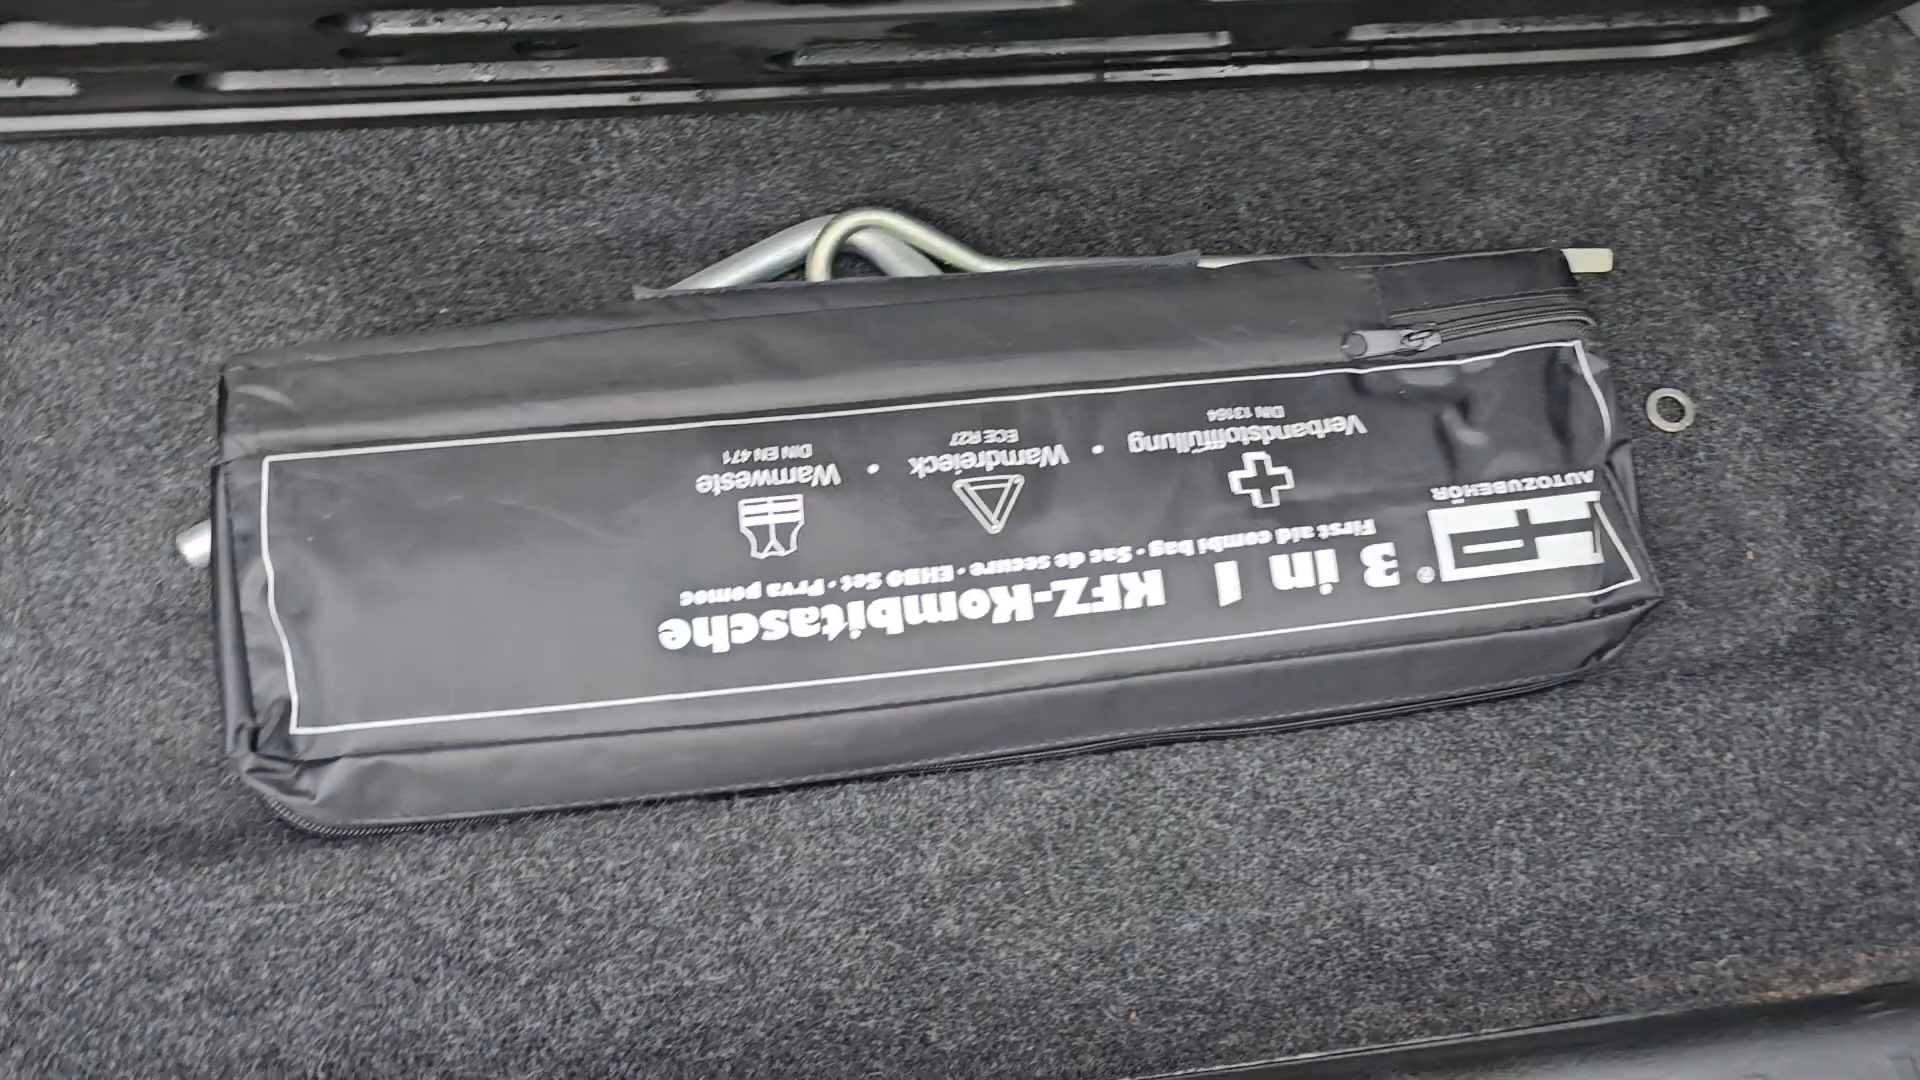 AUTOZUBEHÖR
3 in 1 KFZ-Kombitasche
First aid combi bag · Sac de secure · EHBO Set · Prva pomoc
Verbandstofffüllung · Warndreieck · Warnweste
DIN 13164 ECE R27 DIN EN 471